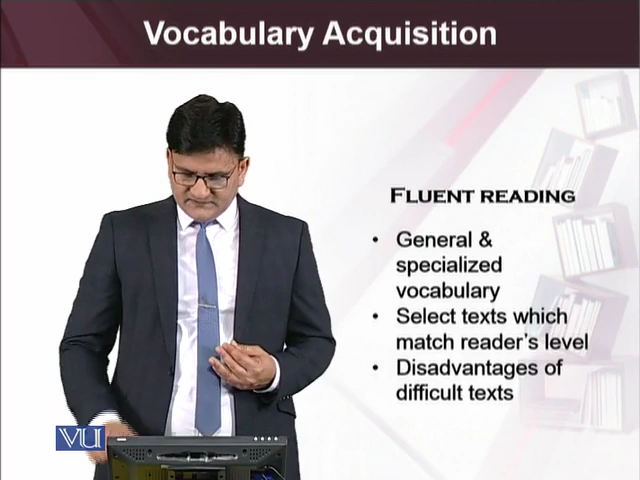 Vocabulary Acquisition
FLUENT READING
• General &
specialized
vocabulary
• Select texts which
match reader's level
• Disadvantages of
difficult texts
VU